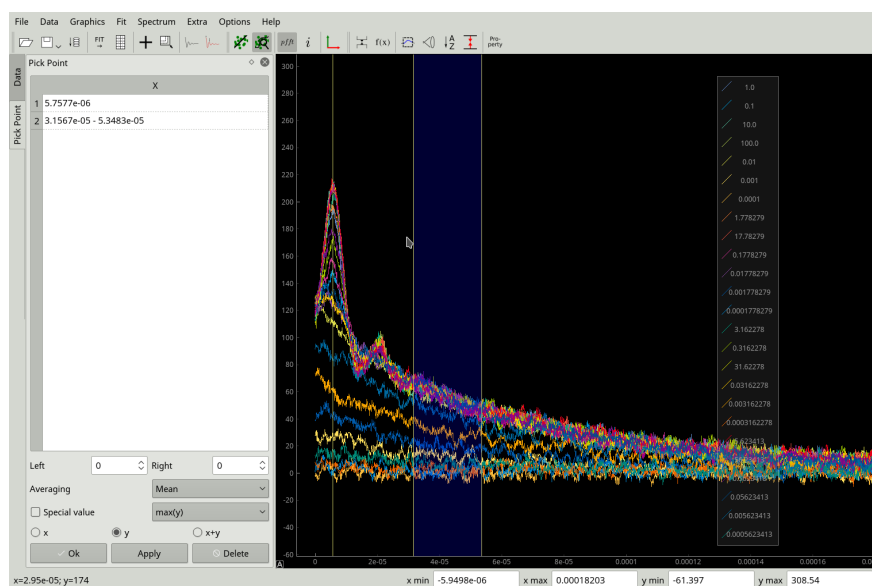 File Data Graphics Fit Spectrum Extra Options Help
FIT pfft i f(x) A Z Pro-
perty
Data
Pick Point
Pick Point
X
1 5.7577e-06
2 3.1567e-05 - 5.3483e-05
Left 0 Right 0
Averaging Mean
Special value max(y)
x y x+y
Ok Apply Delete
300
280
260
240
220
200
180
160
140
120
100
80
60
40
20
0
-20
-40
-60
1.0
0.1
10.0
100.0
0.01
0.001
0.0001
1.778279
17.78279
0.1778279
0.01778279
0.001778279
0.0001778279
3.162278
0.3162278
31.62278
0.03162278
0.003162278
0.0003162278
0.05623413
0.005623413
0.0005623413
A 0 2e-05 4e-05 6e-05 8e-05 0.0001 0.00012 0.00014 0.00016
x=2.95e-05; y=174 x min -5.9498e-06 x max 0.00018203 y min -61.397 y max 308.54